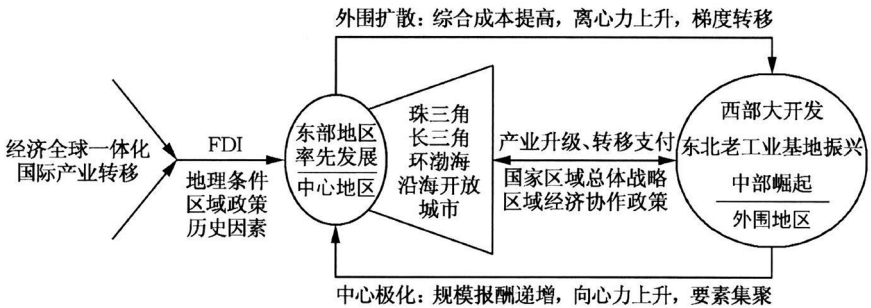 外围扩散：综合成本提高，离心力上升，梯度转移
经济全球一体化
国际产业转移
FDI
地理条件
区域政策
历史因素
东部地区
率先发展
中心地区
珠三角
长三角
环渤海
沿海开放
城市
产业升级、转移支付
国家区域总体战略
区域经济协作政策
西部大开发
东北老工业基地振兴
中部崛起
外围地区
中心极化：规模报酬递增，向心力上升，要素集聚